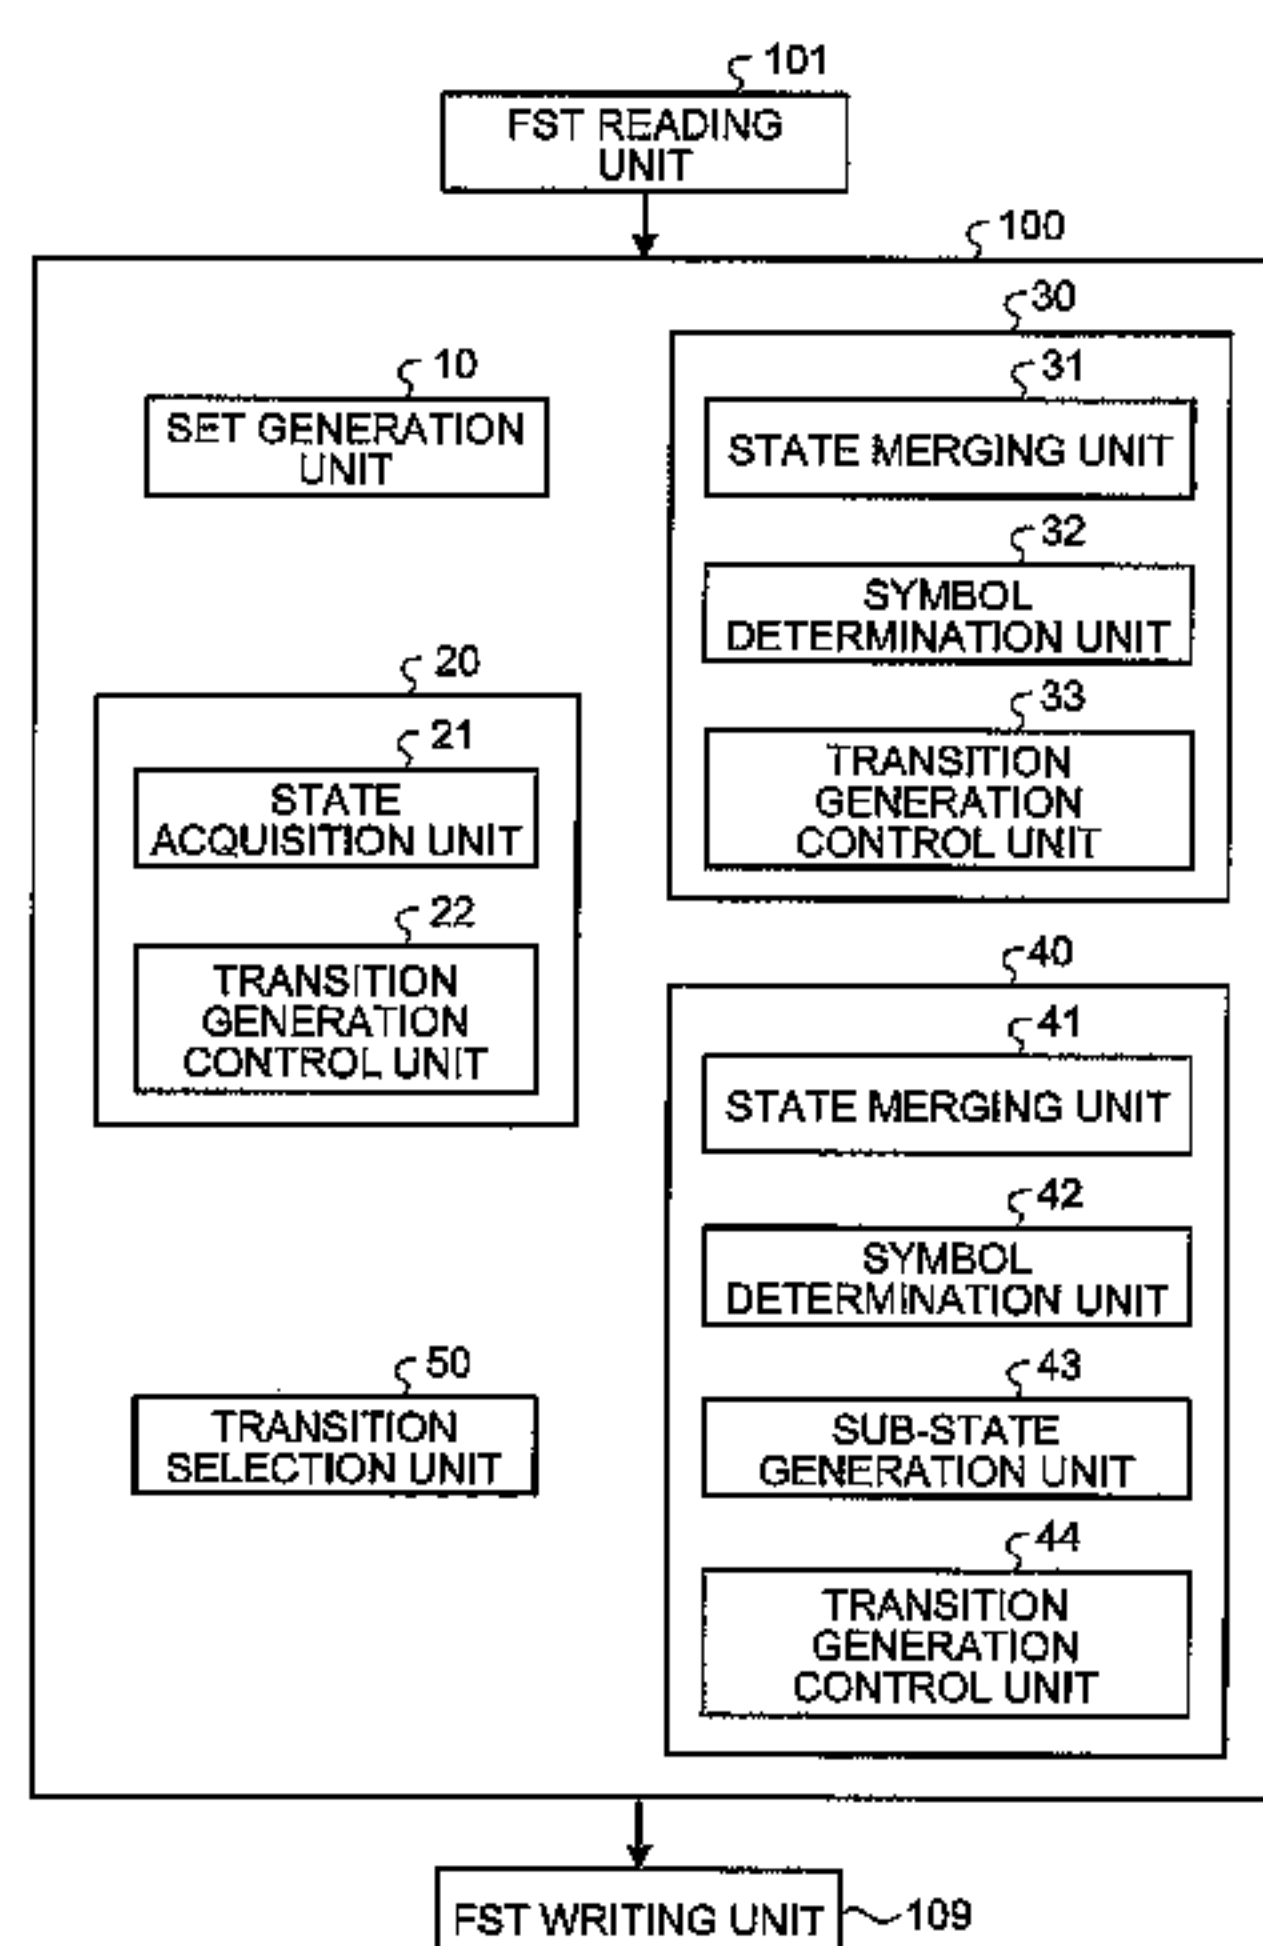 101
FST READING
UNIT
100
10
SET GENERATION
UNIT
20
21
STATE
ACQUISITION UNIT
22
TRANSITION
GENERATION
CONTROL UNIT
50
TRANSITION
SELECTION UNIT
30
31
STATE MERGING UNIT
32
SYMBOL
DETERMINATION UNIT
33
TRANSITION
GENERATION
CONTROL UNIT
40
41
STATE MERGING UNIT
42
SYMBOL
DETERMINATION UNIT
43
SUB-STATE
GENERATION UNIT
44
TRANSITION
GENERATION
CONTROL UNIT
FST WRITING UNIT
109